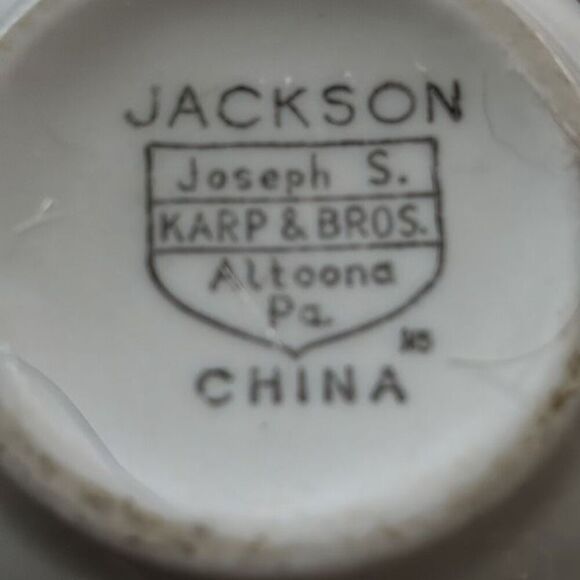 JACKSON
Joseph S.
KARP & BROS.
Altoona
Pa.
CHINA